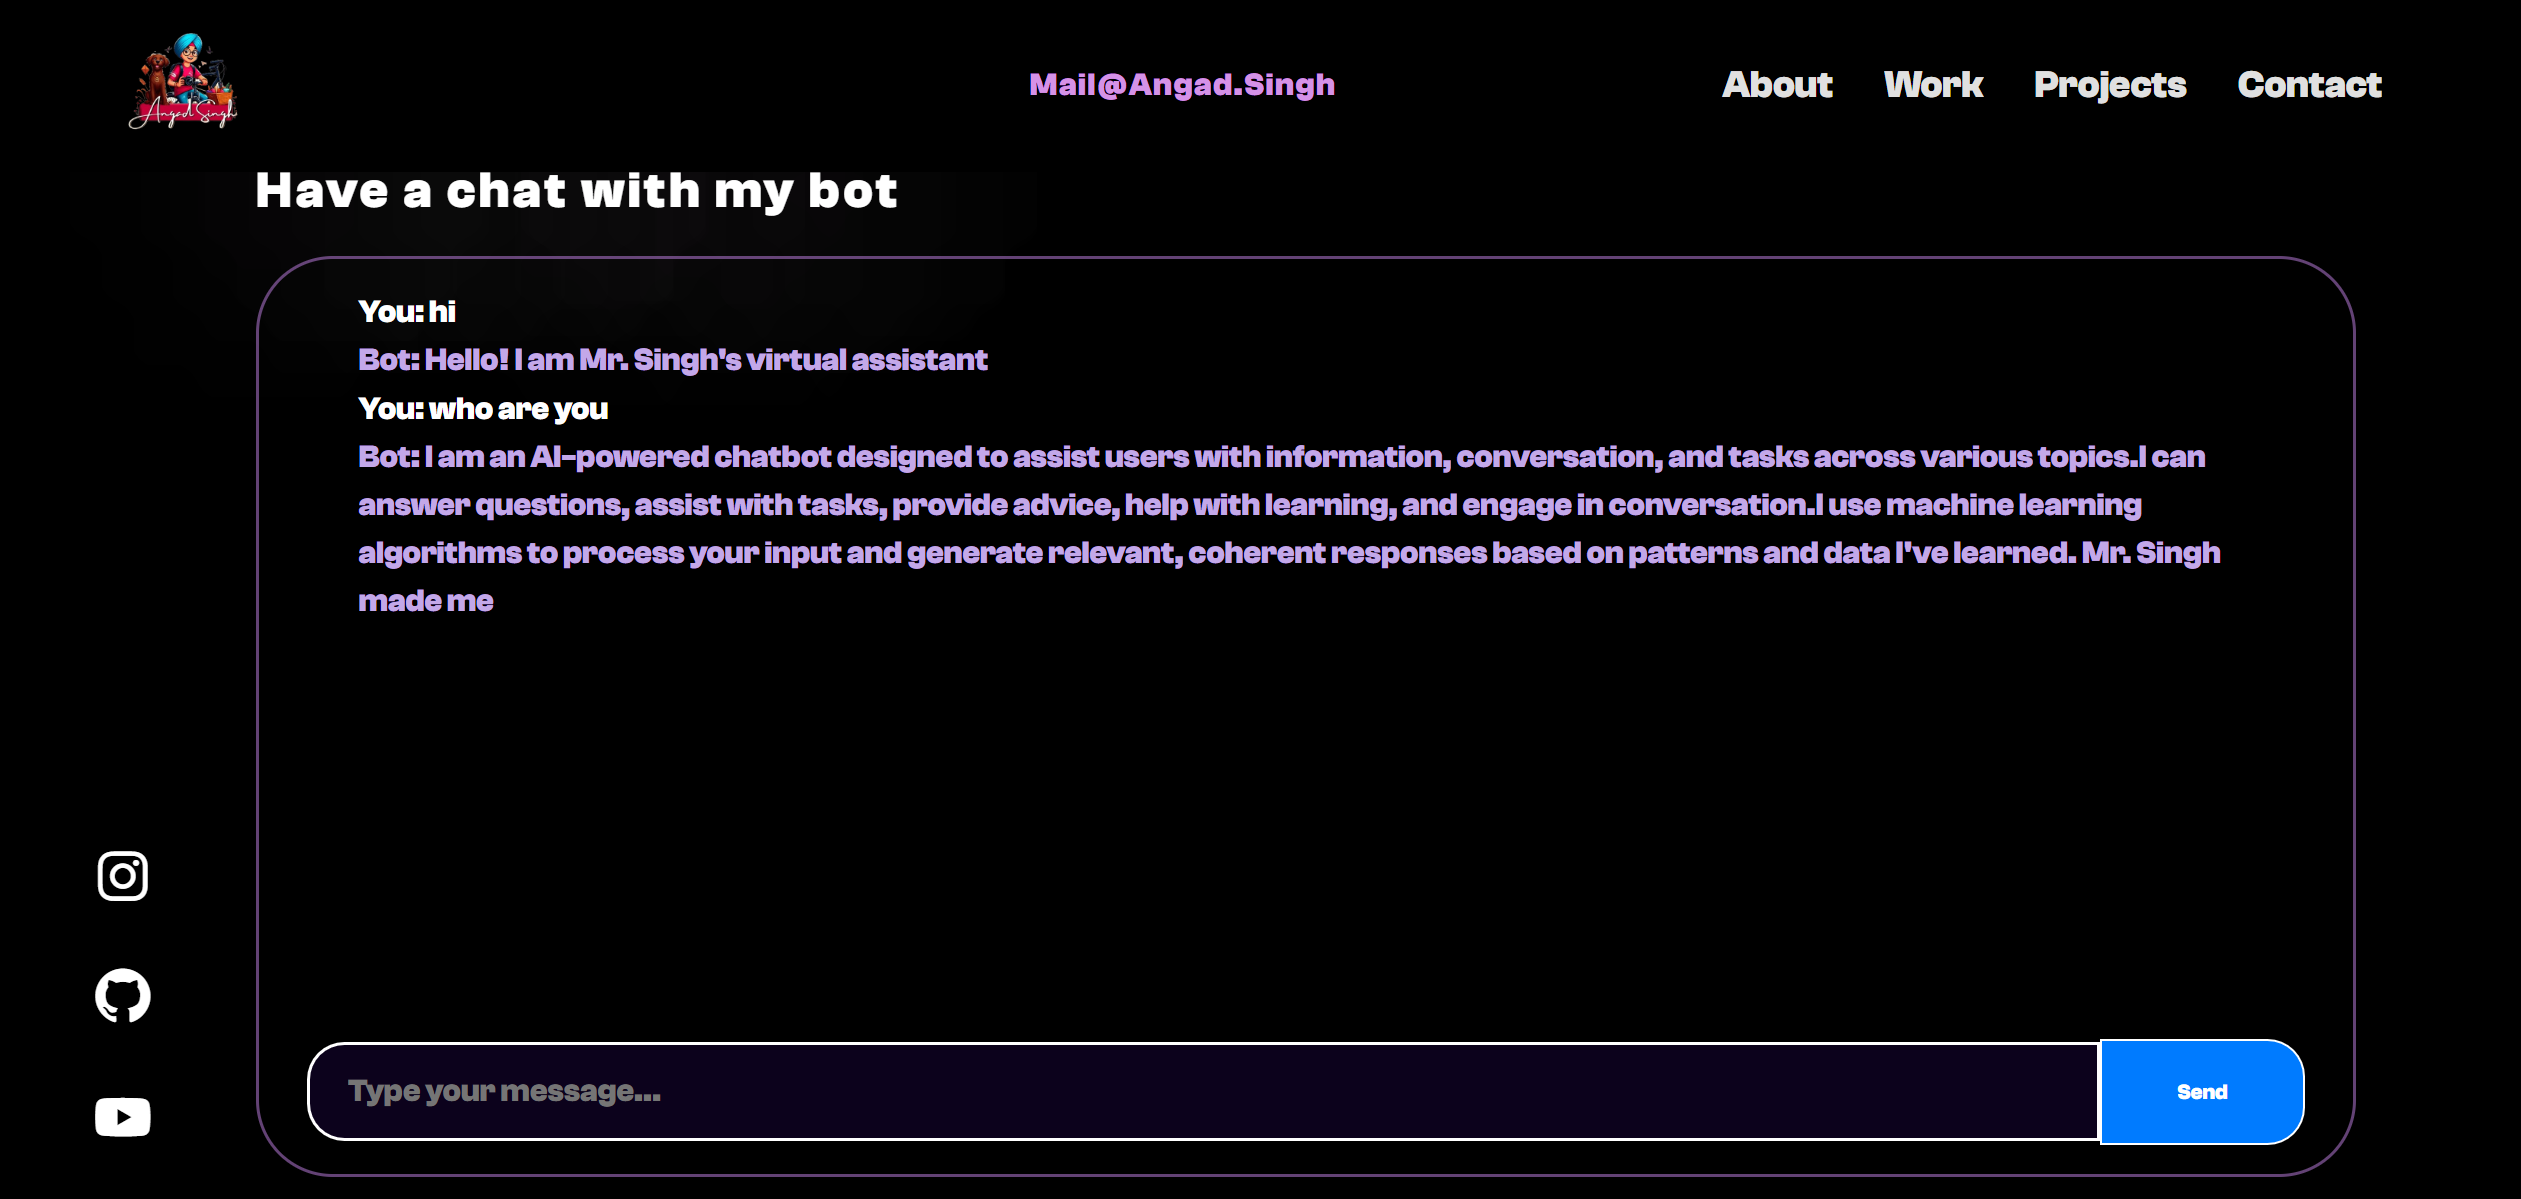 Angad Singh
Mail@Angad.Singh
About
Work
Projects
Contact
Have a chat with my bot
You: hi
Bot: Hello! I am Mr. Singh's virtual assistant
You: who are you
Bot: I am an AI-powered chatbot designed to assist users with information, conversation, and tasks across various topics.I can
answer questions, assist with tasks, provide advice, help with learning, and engage in conversation.I use machine learning
algorithms to process your input and generate relevant, coherent responses based on patterns and data I've learned. Mr. Singh
made me
Type your message...
Send